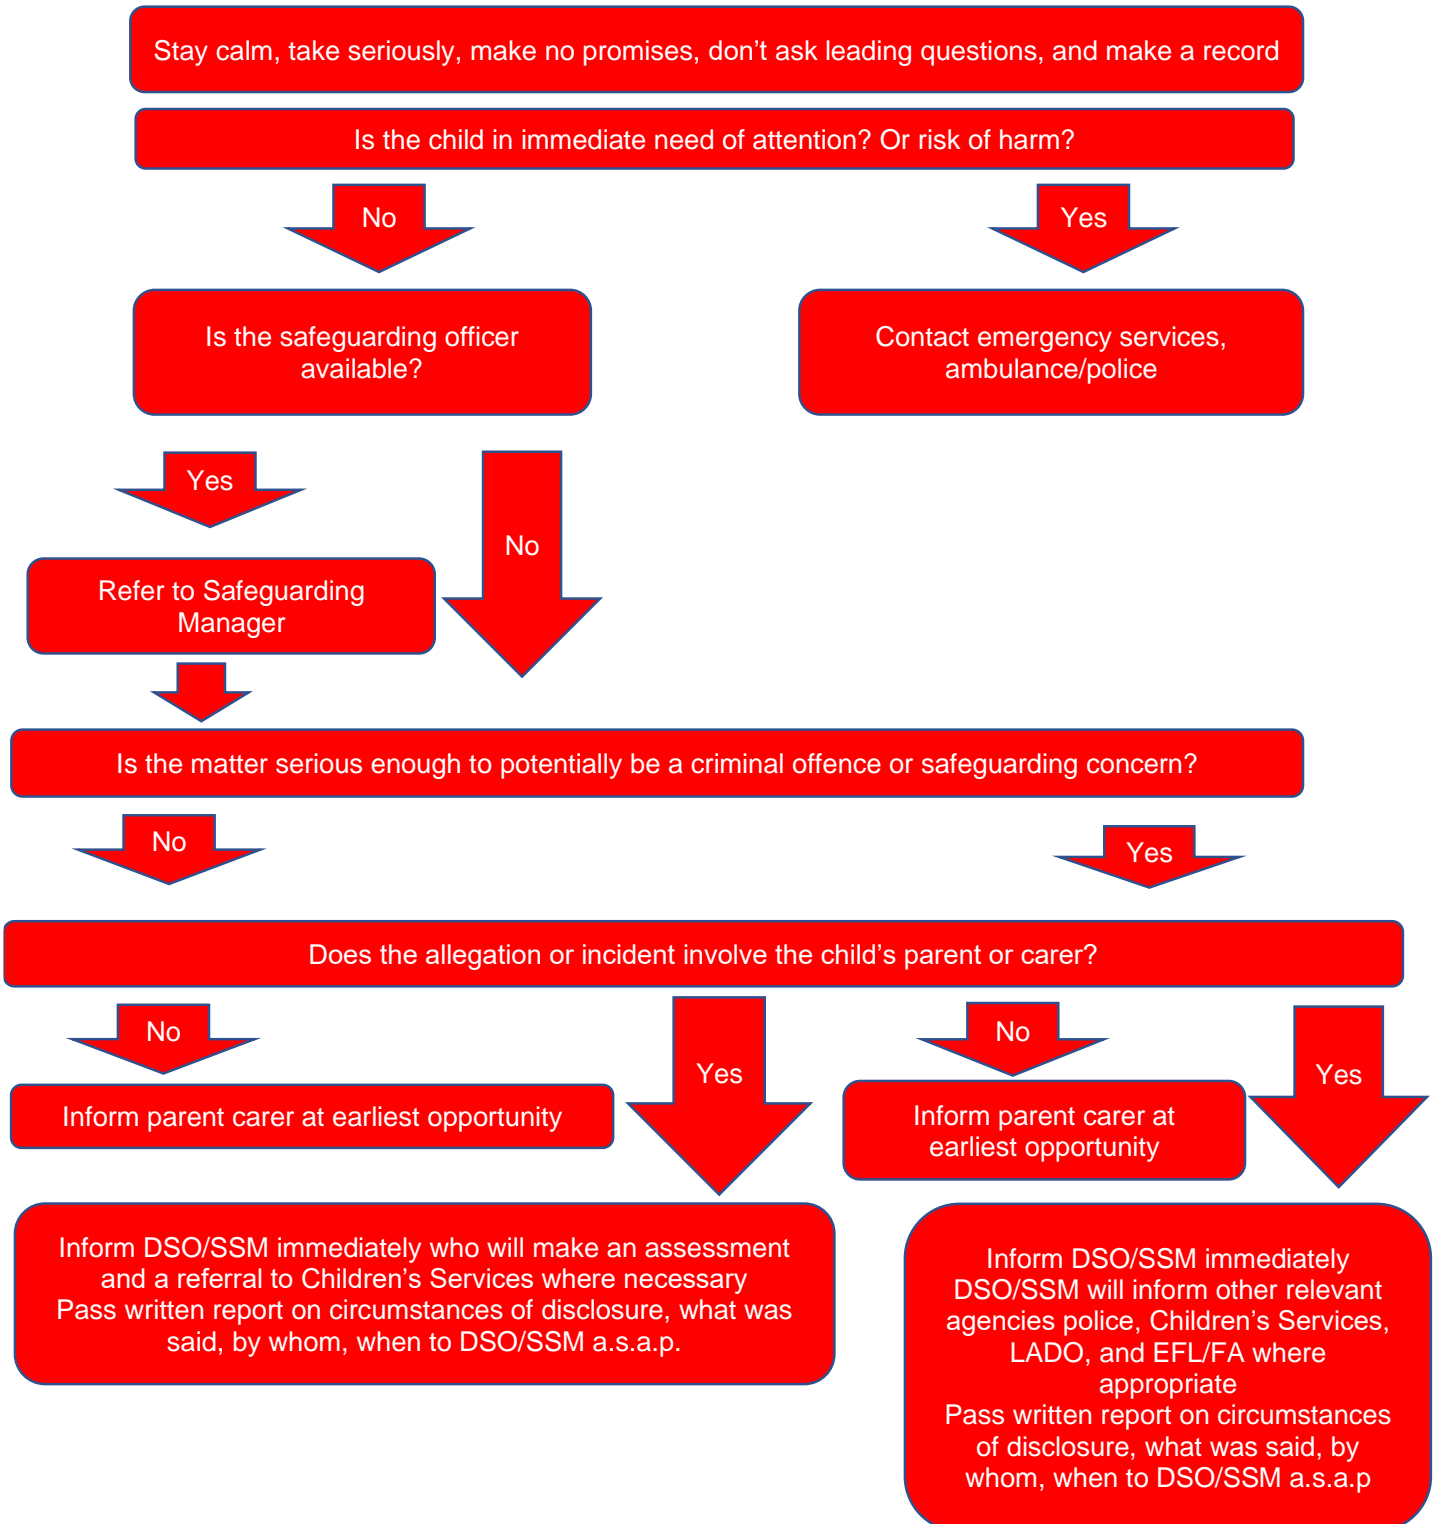 Stay calm, take seriously, make no promises, don’t ask leading questions, and make a record
Is the child in immediate need of attention? Or risk of harm?
No
Yes
Is the safeguarding officer
available?
Contact emergency services,
ambulance/police
Yes
No
Refer to Safeguarding
Manager
Is the matter serious enough to potentially be a criminal offence or safeguarding concern?
No
Yes
Does the allegation or incident involve the child’s parent or carer?
No
Yes
No
Yes
Inform parent carer at earliest opportunity
Inform parent carer at
earliest opportunity
Inform DSO/SSM immediately who will make an assessment
and a referral to Children’s Services where necessary
Pass written report on circumstances of disclosure, what was
said, by whom, when to DSO/SSM a.s.a.p.
Inform DSO/SSM immediately
DSO/SSM will inform other relevant
agencies police, Children’s Services,
LADO, and EFL/FA where
appropriate
Pass written report on circumstances
of disclosure, what was said, by
whom, when to DSO/SSM a.s.a.p